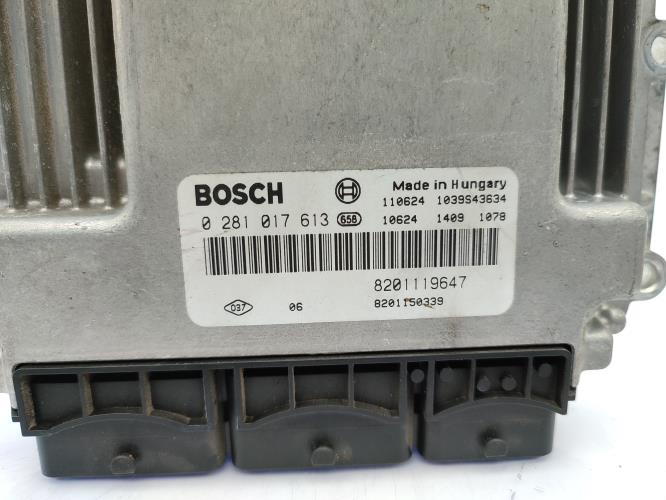 BOSCH
Made in Hungary
110624 1039S43634
0 281 017 613 658 10624 1409 1078
8201119647
037 06 8201150339